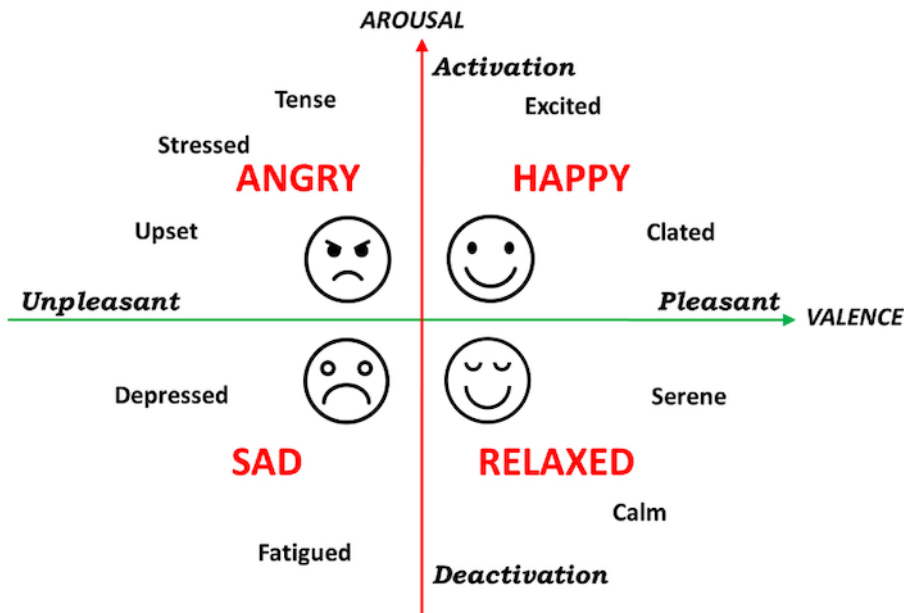 AROUSAL
Activation
Tense
Excited
Stressed
ANGRY
HAPPY
Upset
Clated
Unpleasant
Pleasant
VALENCE
Depressed
Serene
SAD
RELAXED
Calm
Fatigued
Deactivation